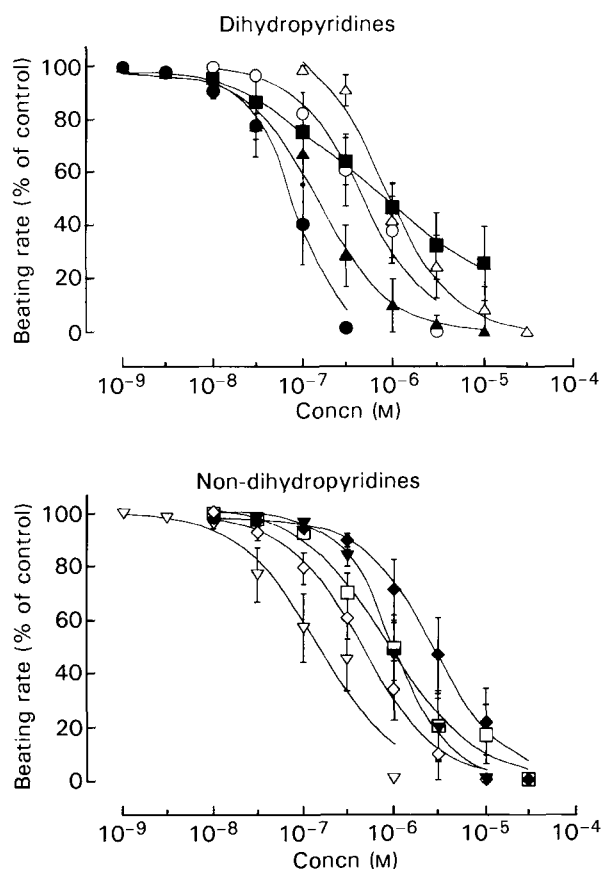 Dihydropyridines
Beating rate (% of control)
100
80
60
40
20
0
10⁻⁹ 10⁻⁸ 10⁻⁷ 10⁻⁶ 10⁻⁵ 10⁻⁴
Concn (M)
Non-dihydropyridines
Beating rate (% of control)
100
80
60
40
20
0
10⁻⁹ 10⁻⁸ 10⁻⁷ 10⁻⁶ 10⁻⁵ 10⁻⁴
Concn (M)